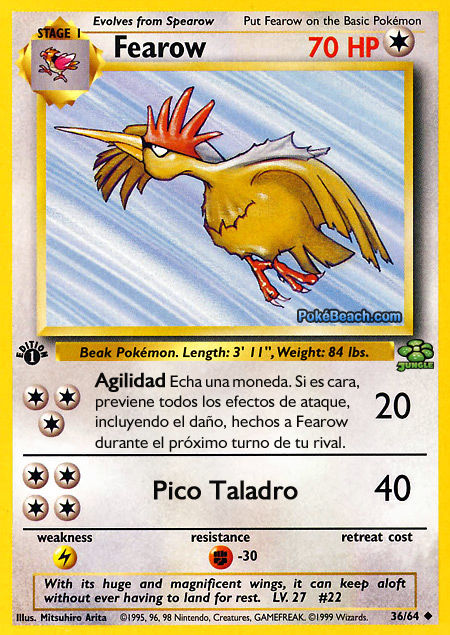 Evolves from Spearow
Put Fearow on the Basic Pokémon
STAGE 1
Fearow
70 HP
PokéBeach.com
EDITION
1
Beak Pokémon. Length: 3' 11", Weight: 84 lbs.
JUNGLE
Agilidad Echa una moneda. Si es cara,
previene todos los efectos de ataque,
incluyendo el daño, hechos a Fearow
durante el próximo turno de tu rival.
20
Pico Taladro
40
weakness
resistance
retreat cost
-30
With its huge and magnificent wings, it can keep aloft
without ever having to land for rest. LV. 27 #22
Illus. Mitsuhiro Arita
©1995, 96, 98 Nintendo, Creatures, GAMEFREAK. ©1999 Wizards.
36/64